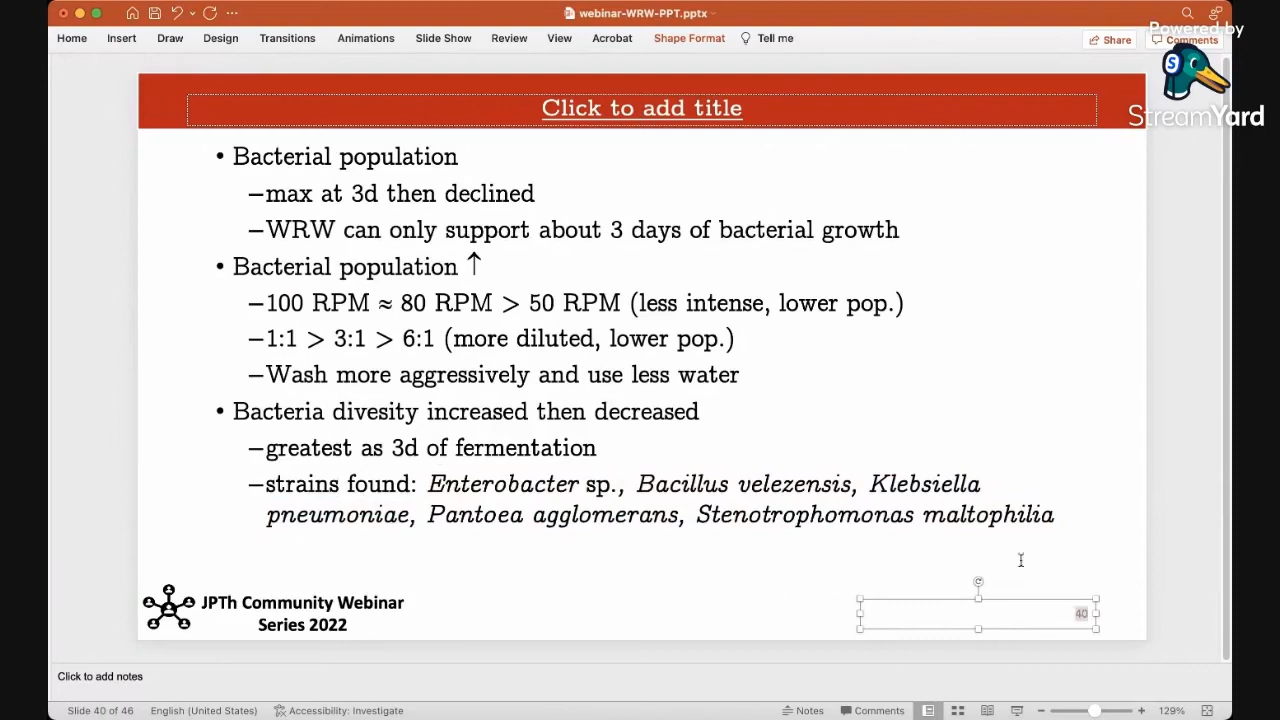 webinar-WRW-PPT.pptx
Powered by
Home Insert Draw Design Transitions Animations Slide Show Review View Acrobat Shape Format Tell me Share Comments
S
StreamYard
Click to add title
• Bacterial population
–max at 3d then declined
–WRW can only support about 3 days of bacterial growth
• Bacterial population ↑
–100 RPM ≈ 80 RPM > 50 RPM (less intense, lower pop.)
–1:1 > 3:1 > 6:1 (more diluted, lower pop.)
–Wash more aggressively and use less water
• Bacteria divesity increased then decreased
–greatest as 3d of fermentation
–strains found: Enterobacter sp., Bacillus velezensis, Klebsiella
pneumoniae, Pantoea agglomerans, Stenotrophomonas maltophilia
JPTh Community Webinar
Series 2022
40
Click to add notes
Slide 40 of 46 English (United States) Accessibility: Investigate Notes Comments 129%